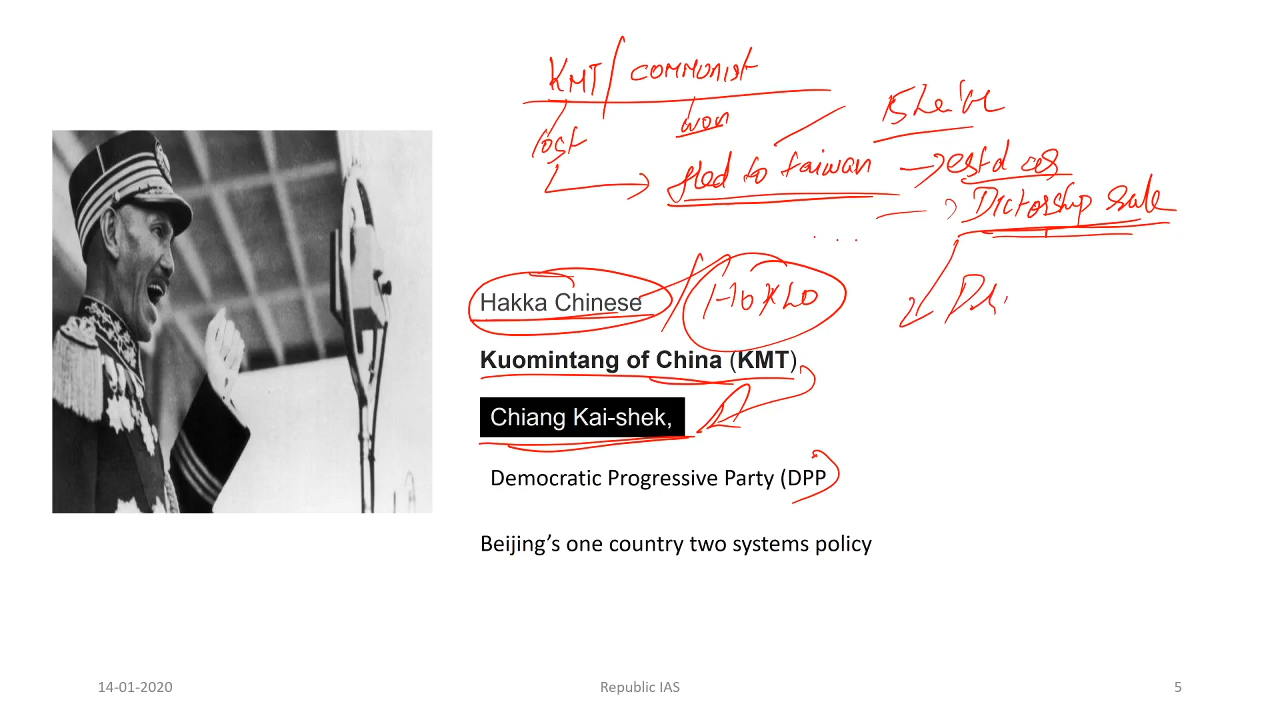 KMT / COMMUNIST
lost won
fled to taiwan → estd as
→ Dictorship
Hakka Chinese / HOKLO
Kuomintang of China (KMT)
Chiang Kai-shek,
Democratic Progressive Party (DPP)
Beijing’s one country two systems policy
14-01-2020 Republic IAS 5